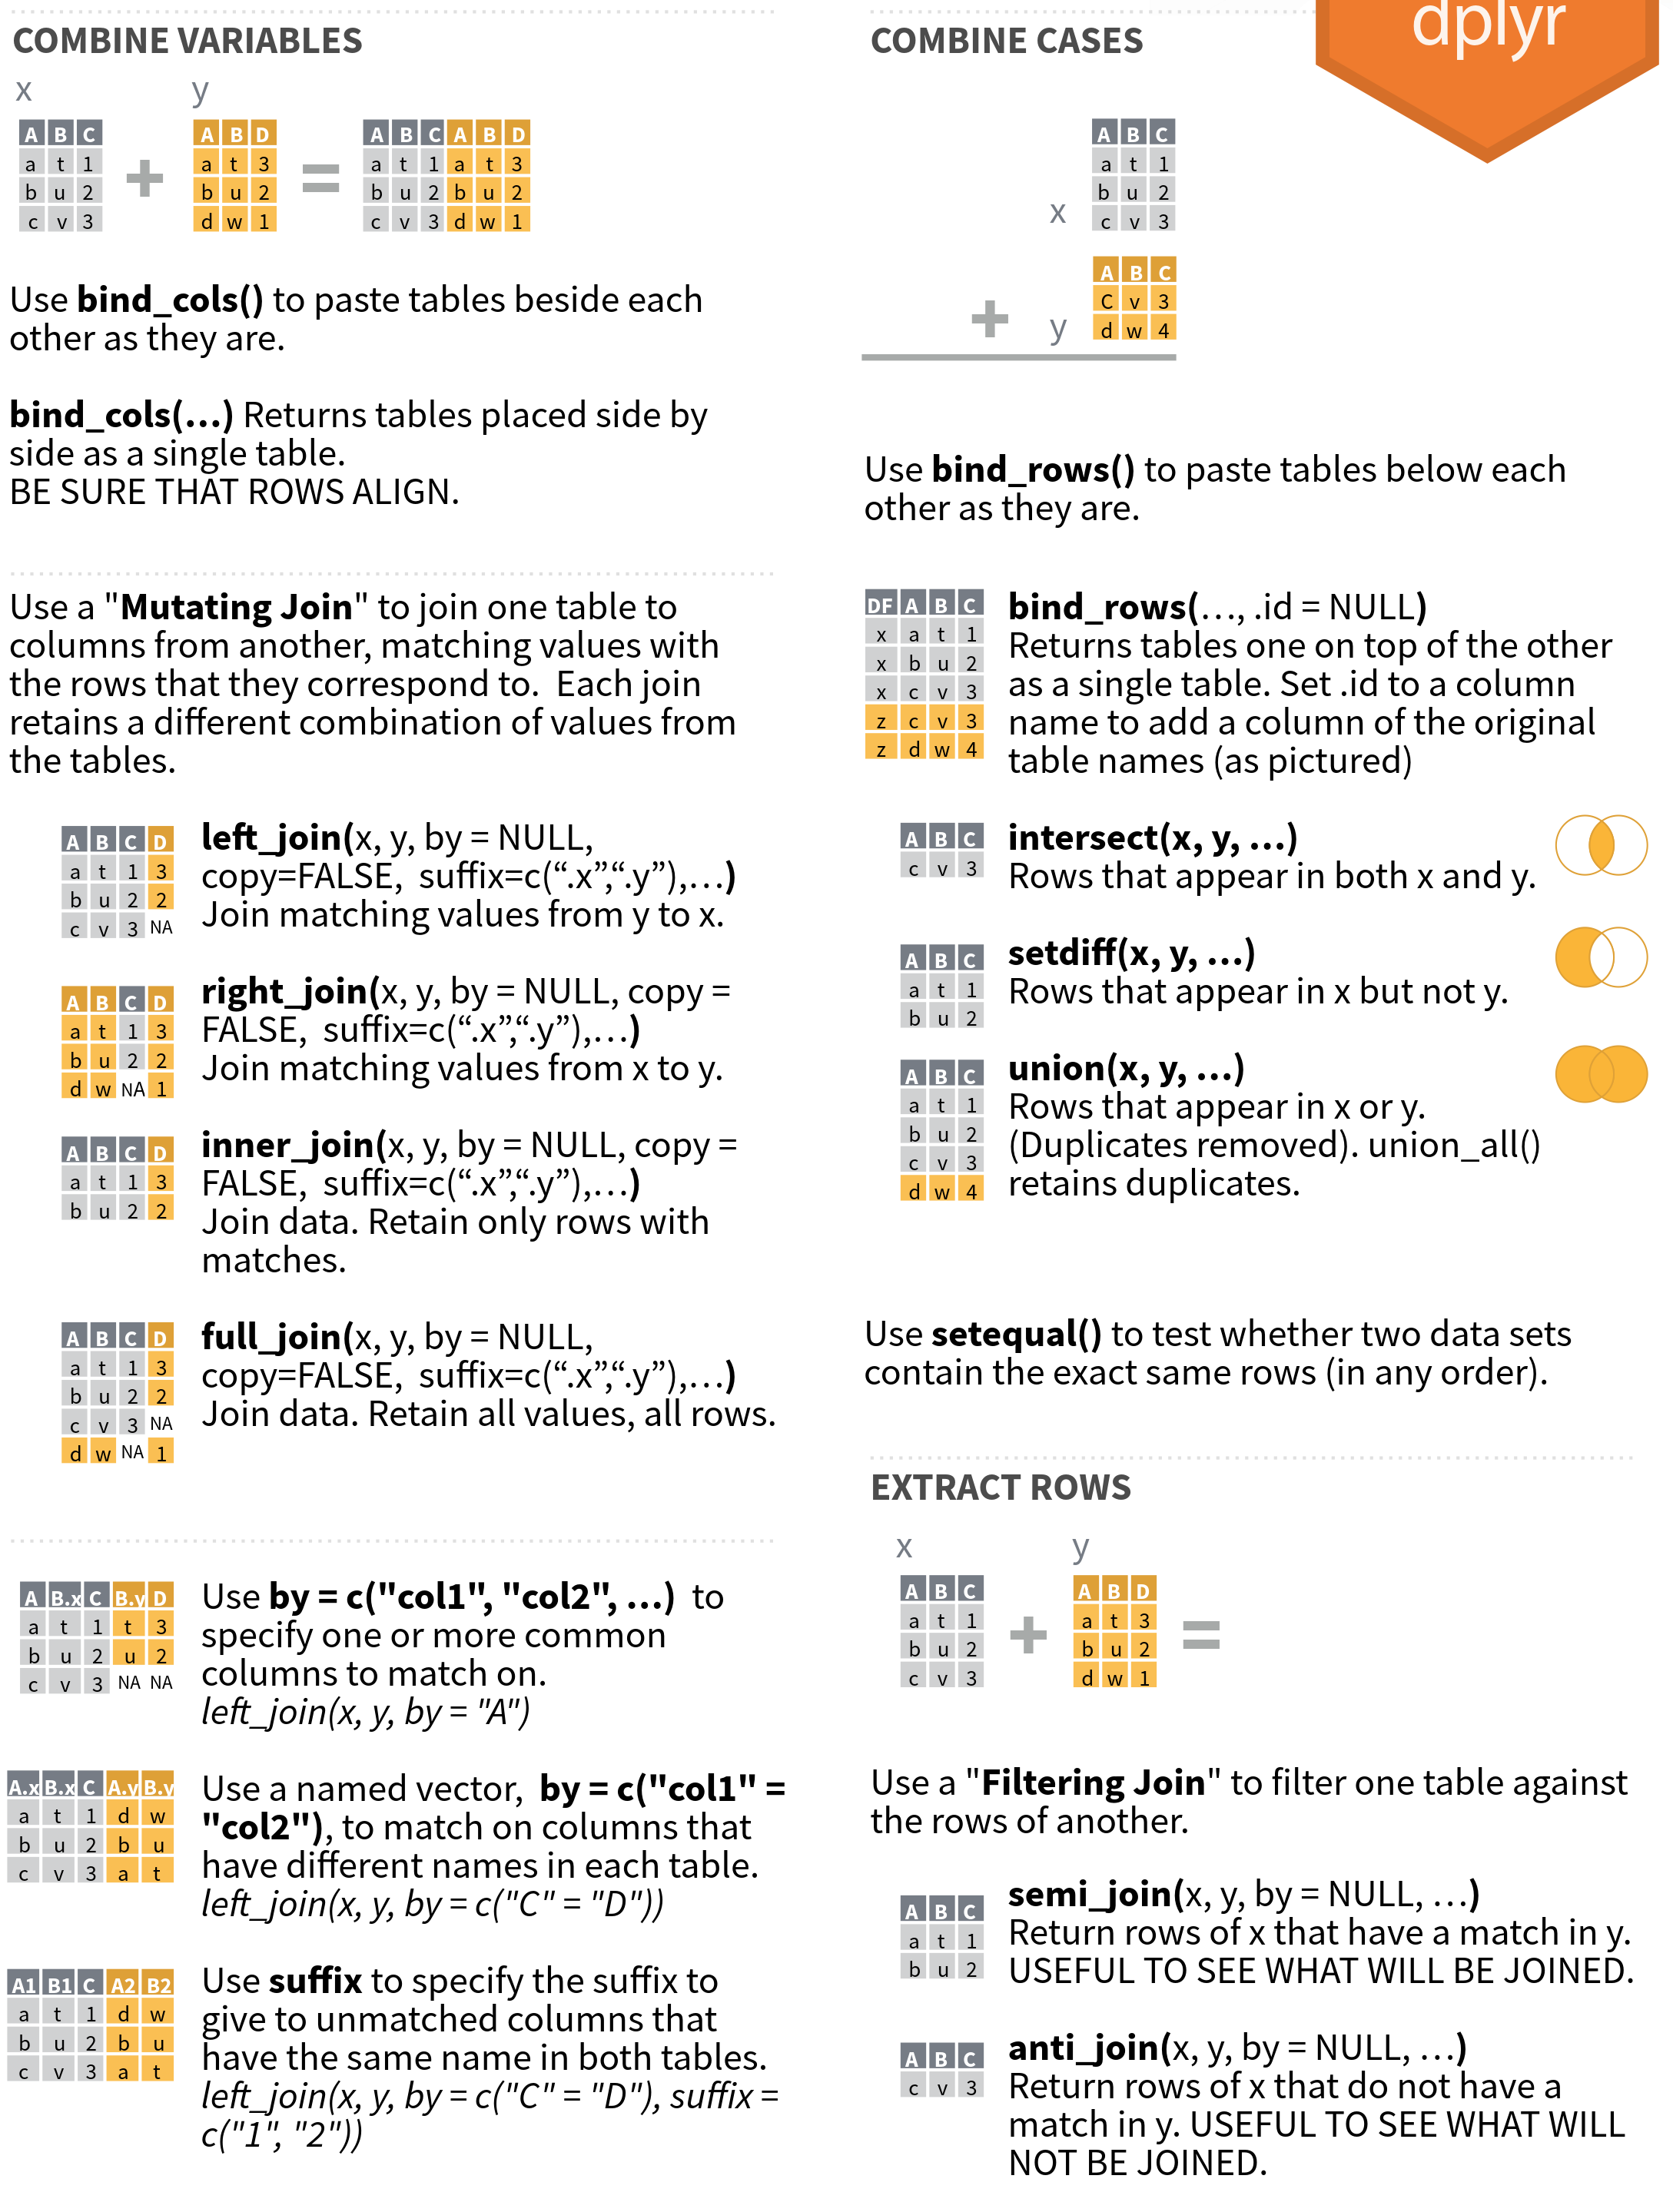 COMBINE VARIABLES
x y
A B C A B D A B C A B D
a t 1 a t 3 a t 1 a t 3
b u 2 + b u 2 = b u 2 b u 2
c v 3 d w 1 c v 3 d w 1
Use bind_cols() to paste tables beside each
other as they are.
bind_cols(…) Returns tables placed side by
side as a single table.
BE SURE THAT ROWS ALIGN.
Use a "Mutating Join" to join one table to
columns from another, matching values with
the rows that they correspond to.  Each join
retains a different combination of values from
the tables.
A B C D
a t 1 3
b u 2 2
c v 3 NA
left_join(x, y, by = NULL,
copy=FALSE,  suffix=c(“.x”,“.y”),…)
Join matching values from y to x.
A B C D
a t 1 3
b u 2 2
d w NA 1
right_join(x, y, by = NULL, copy =
FALSE,  suffix=c(“.x”,“.y”),…)
Join matching values from x to y.
A B C D
a t 1 3
b u 2 2
inner_join(x, y, by = NULL, copy =
FALSE,  suffix=c(“.x”,“.y”),…)
Join data. Retain only rows with
matches.
A B C D
a t 1 3
b u 2 2
c v 3 NA
d w NA 1
full_join(x, y, by = NULL,
copy=FALSE,  suffix=c(“.x”,“.y”),…)
Join data. Retain all values, all rows.
A B.x C B.y D
a t 1 t 3
b u 2 u 2
c v 3 NA NA
Use by = c("col1", "col2", …)  to
specify one or more common
columns to match on.
left_join(x, y, by = "A")
A.x B.x C A.y B.y
a t 1 d w
b u 2 b u
c v 3 a t
Use a named vector,  by = c("col1" =
"col2"), to match on columns that
have different names in each table.
left_join(x, y, by = c("C" = "D"))
A1 B1 C A2 B2
a t 1 d w
b u 2 b u
c v 3 a t
Use suffix to specify the suffix to
give to unmatched columns that
have the same name in both tables.
left_join(x, y, by = c("C" = "D"), suffix =
c("1", "2"))
dplyr
COMBINE CASES
A B C
a t 1
b u 2
x c v 3
A B C
C v 3
+ y d w 4
Use bind_rows() to paste tables below each
other as they are.
DF A B C
x a t 1
x b u 2
x c v 3
z c v 3
z d w 4
bind_rows(…, .id = NULL)
Returns tables one on top of the other
as a single table. Set .id to a column
name to add a column of the original
table names (as pictured)
A B C
c v 3
intersect(x, y, …)
Rows that appear in both x and y.
A B C
a t 1
b u 2
setdiff(x, y, …)
Rows that appear in x but not y.
A B C
a t 1
b u 2
c v 3
d w 4
union(x, y, …)
Rows that appear in x or y.
(Duplicates removed). union_all()
retains duplicates.
Use setequal() to test whether two data sets
contain the exact same rows (in any order).
EXTRACT ROWS
x y
A B C A B D
a t 1 a t 3
b u 2 + b u 2 =
c v 3 d w 1
Use a "Filtering Join" to filter one table against
the rows of another.
A B C
a t 1
b u 2
semi_join(x, y, by = NULL, …)
Return rows of x that have a match in y.
USEFUL TO SEE WHAT WILL BE JOINED.
A B C
c v 3
anti_join(x, y, by = NULL, …)
Return rows of x that do not have a
match in y. USEFUL TO SEE WHAT WILL
NOT BE JOINED.